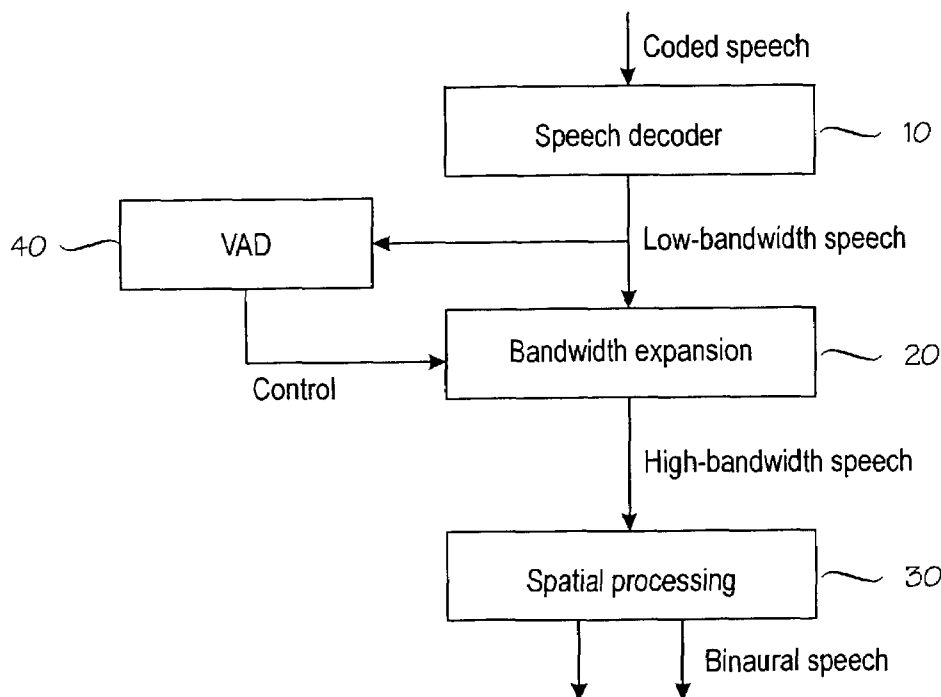 Coded speech
Speech decoder
10
40
VAD
Low-bandwidth speech
Bandwidth expansion
20
Control
High-bandwidth speech
Spatial processing
30
Binaural speech